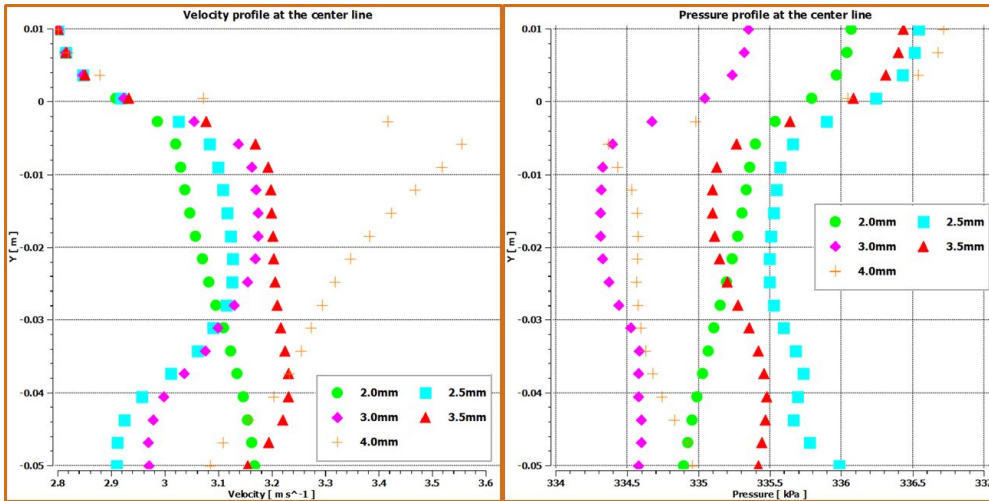 Velocity profile at the center line
0.01
0
-0.01
-0.02
-0.03
-0.04
-0.05
Y [ m ]
2.0mm 2.5mm
3.0mm 3.5mm
4.0mm
2.8 2.9 3 3.1 3.2 3.3 3.4 3.5 3.6
Velocity [ m s^-1 ]
Pressure profile at the center line
0.01
0
-0.01
-0.02
-0.03
-0.04
-0.05
Y [ m ]
2.0mm 2.5mm
3.0mm 3.5mm
4.0mm
334 334.5 335 335.5 336 336.5 337
Pressure [ kPa ]